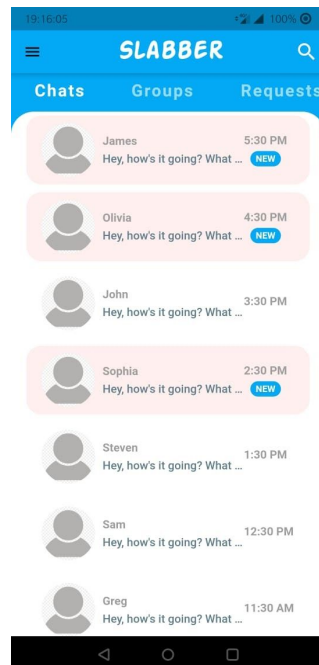 19:16:05 100%
SLABBER
Chats Groups Requests
James 5:30 PM
Hey, how's it going? What ... NEW
Olivia 4:30 PM
Hey, how's it going? What ... NEW
John 3:30 PM
Hey, how's it going? What ...
Sophia 2:30 PM
Hey, how's it going? What ... NEW
Steven 1:30 PM
Hey, how's it going? What ...
Sam 12:30 PM
Hey, how's it going? What ...
Greg 11:30 AM
Hey, how's it going? What ...